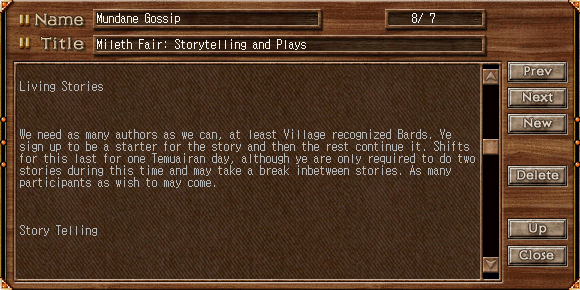 Name Mundane Gossip 8/ 7
Title Mileth Fair: Storytelling and Plays
Prev
Next
New
Delete
Up
Close
Living Stories
We need as many authors as we can, at least Village recognized Bards. Ye
sign up to be a starter for the story and then the rest continue it. Shifts
for this last for one Temuairan day, although ye are only required to do two
stories during this time and may take a break inbetween stories. As many
participants as wish to may come.
Story Telling